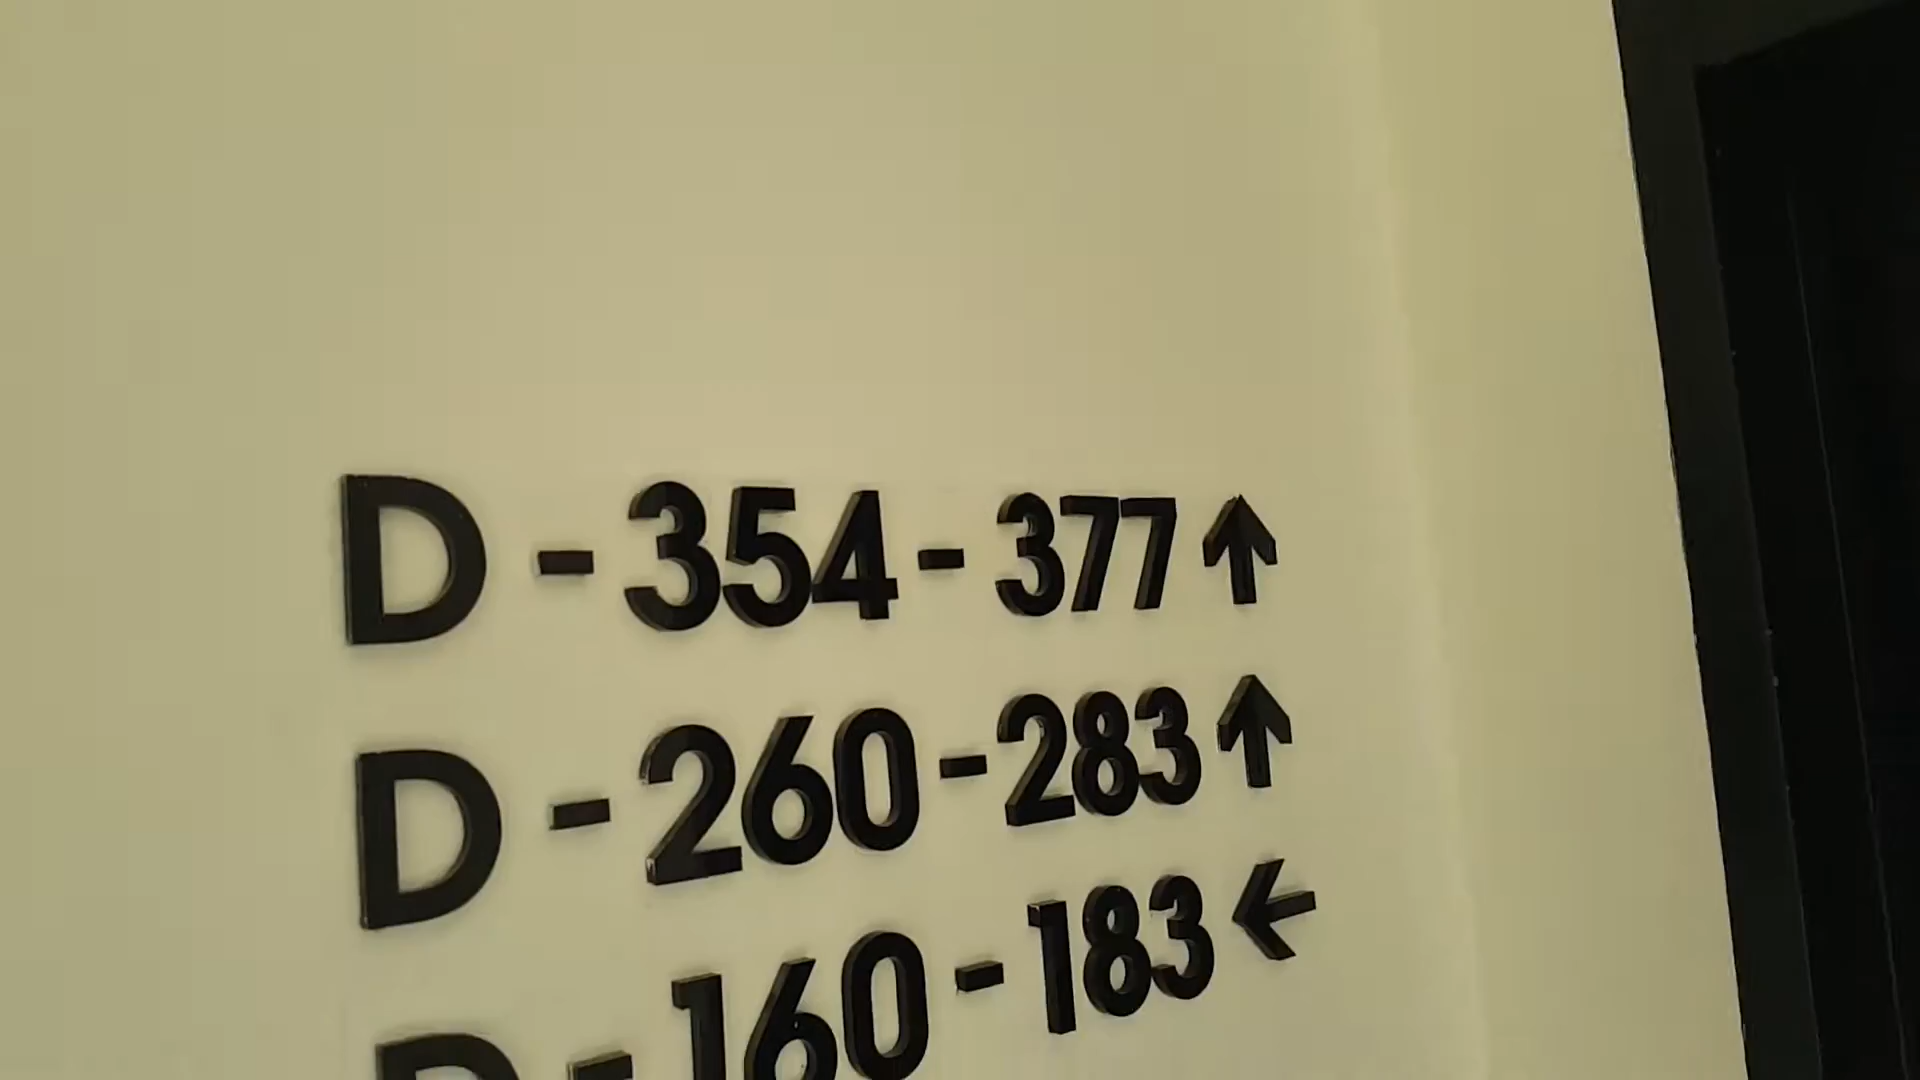 D - 354 - 377 ↑
D - 260 - 283 ↑
D - 160 - 183 ←